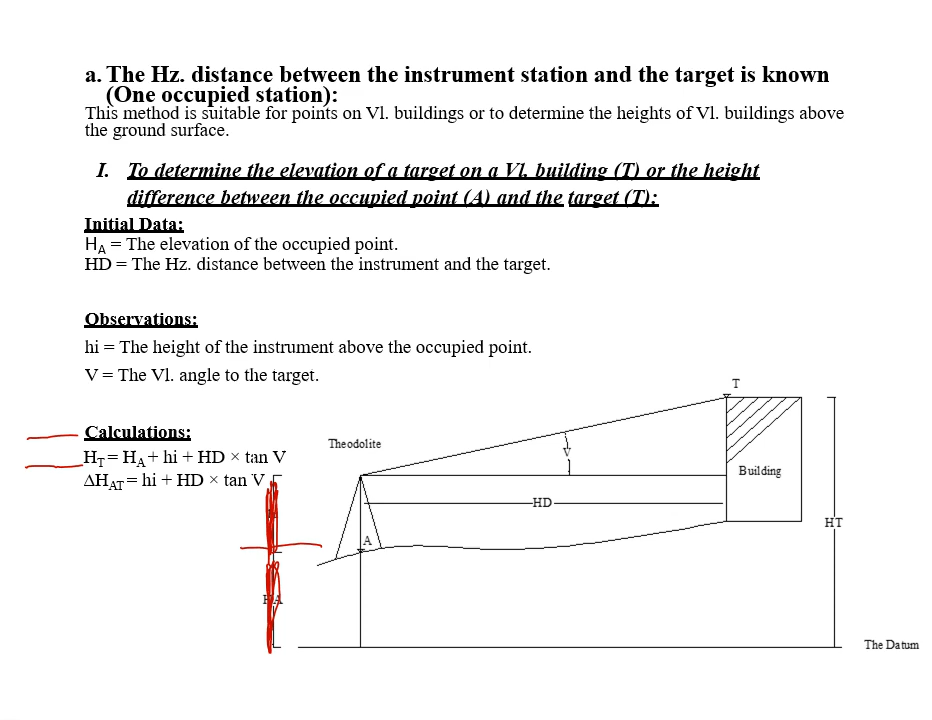 a. The Hz. distance between the instrument station and the target is known
(One occupied station):
This method is suitable for points on Vl. buildings or to determine the heights of Vl. buildings above
the ground surface.
I. To determine the elevation of a target on a Vl. building (T) or the height
difference between the occupied point (A) and the target (T):
Initial Data:
HA = The elevation of the occupied point.
HD = The Hz. distance between the instrument and the target.
Observations:
hi = The height of the instrument above the occupied point.
V = The Vl. angle to the target.
Calculations:
HT = HA + hi + HD × tan V
ΔHAT = hi + HD × tan V
T
Theodolite
V
Building
HD
HT
A
HA
The Datum